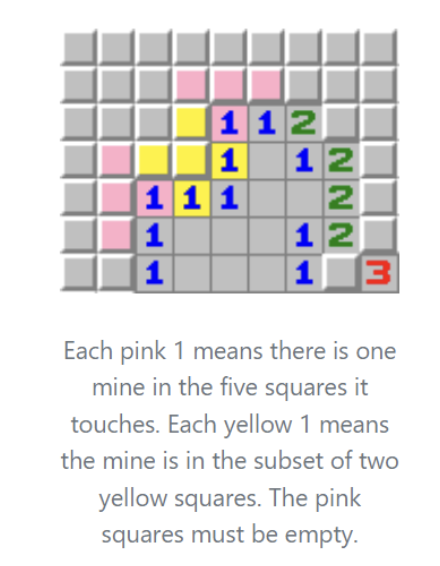 1 1 2
1 1 2
1 1 1 2
1 1 2
1 1 3
Each pink 1 means there is one
mine in the five squares it
touches. Each yellow 1 means
the mine is in the subset of two
yellow squares. The pink
squares must be empty.